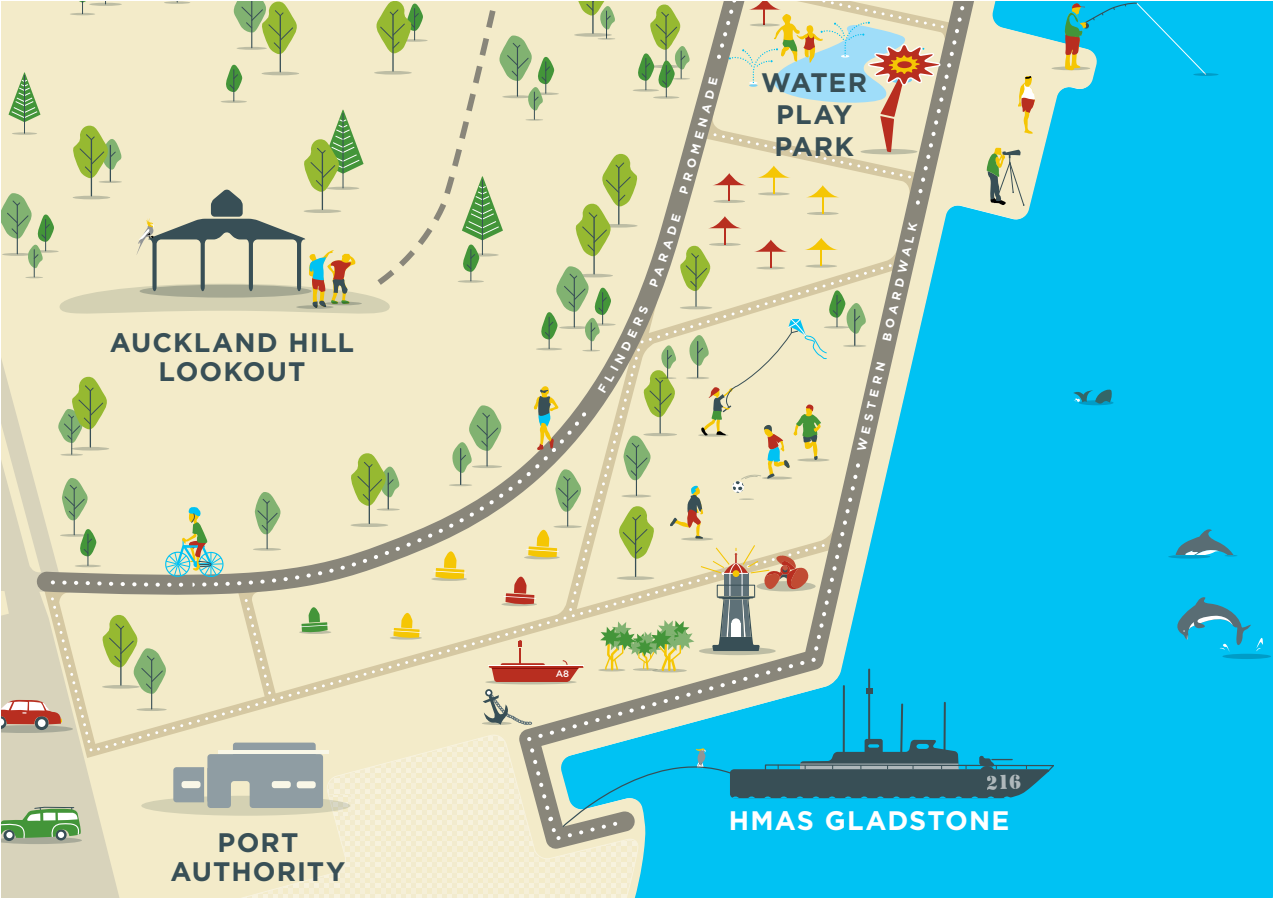 WATER
PLAY
PARK
FLINDERS PARADE PROMENADE
WESTERN BOARDWALK
AUCKLAND HILL
LOOKOUT
A8
216
HMAS GLADSTONE
PORT
AUTHORITY